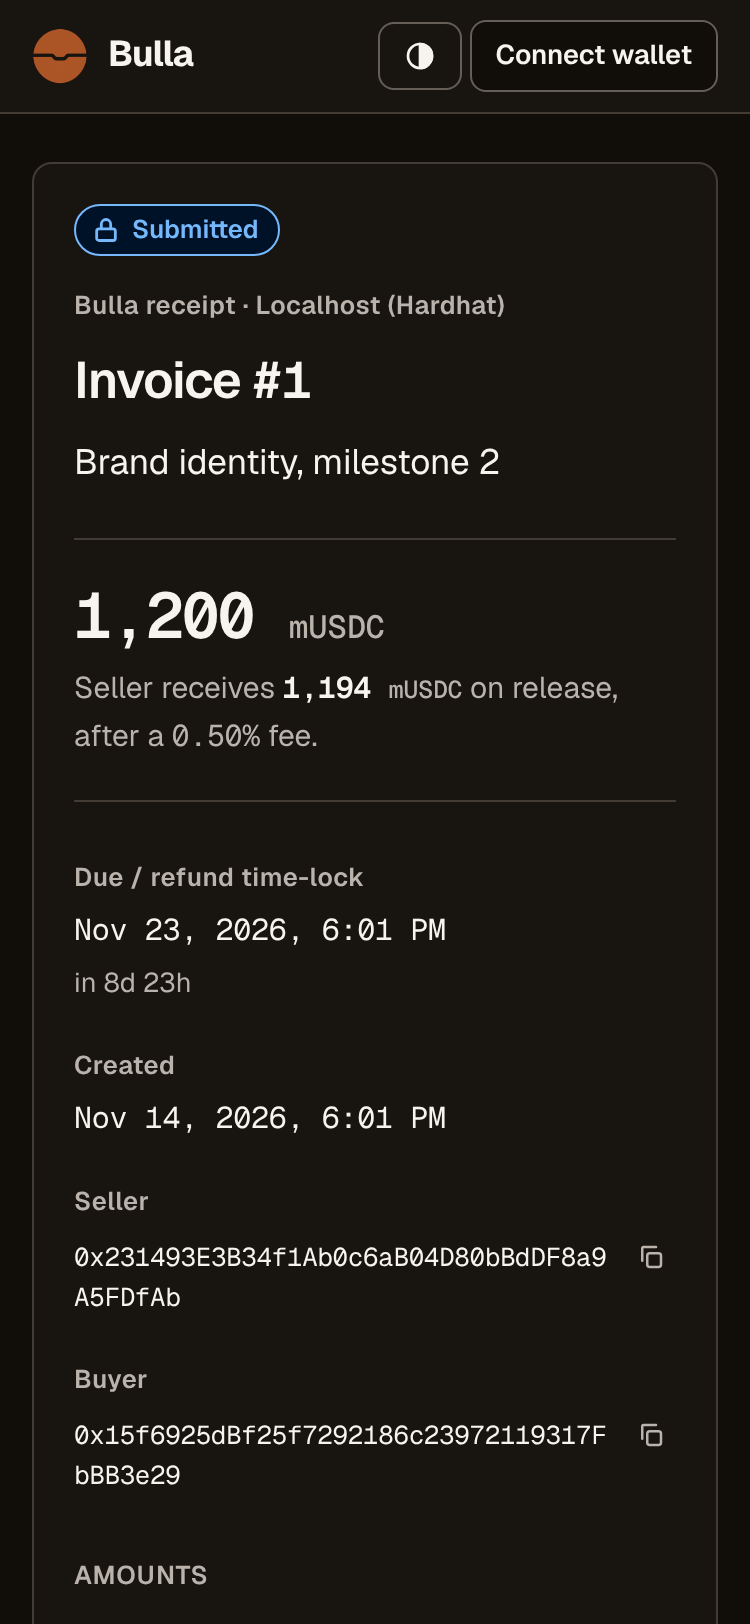 Bulla
Connect wallet
Submitted
Bulla receipt · Localhost (Hardhat)
Invoice #1
Brand identity, milestone 2
1,200 mUSDC
Seller receives 1,194 mUSDC on release,
after a 0.50% fee.
Due / refund time-lock
Nov 23, 2026, 6:01 PM
in 8d 23h
Created
Nov 14, 2026, 6:01 PM
Seller
0x231493E3B34f1Ab0c6aB04D80bBdDF8a9
A5FDfAb
Buyer
0x15f6925dBf25f7292186c23972119317F
bBB3e29
AMOUNTS